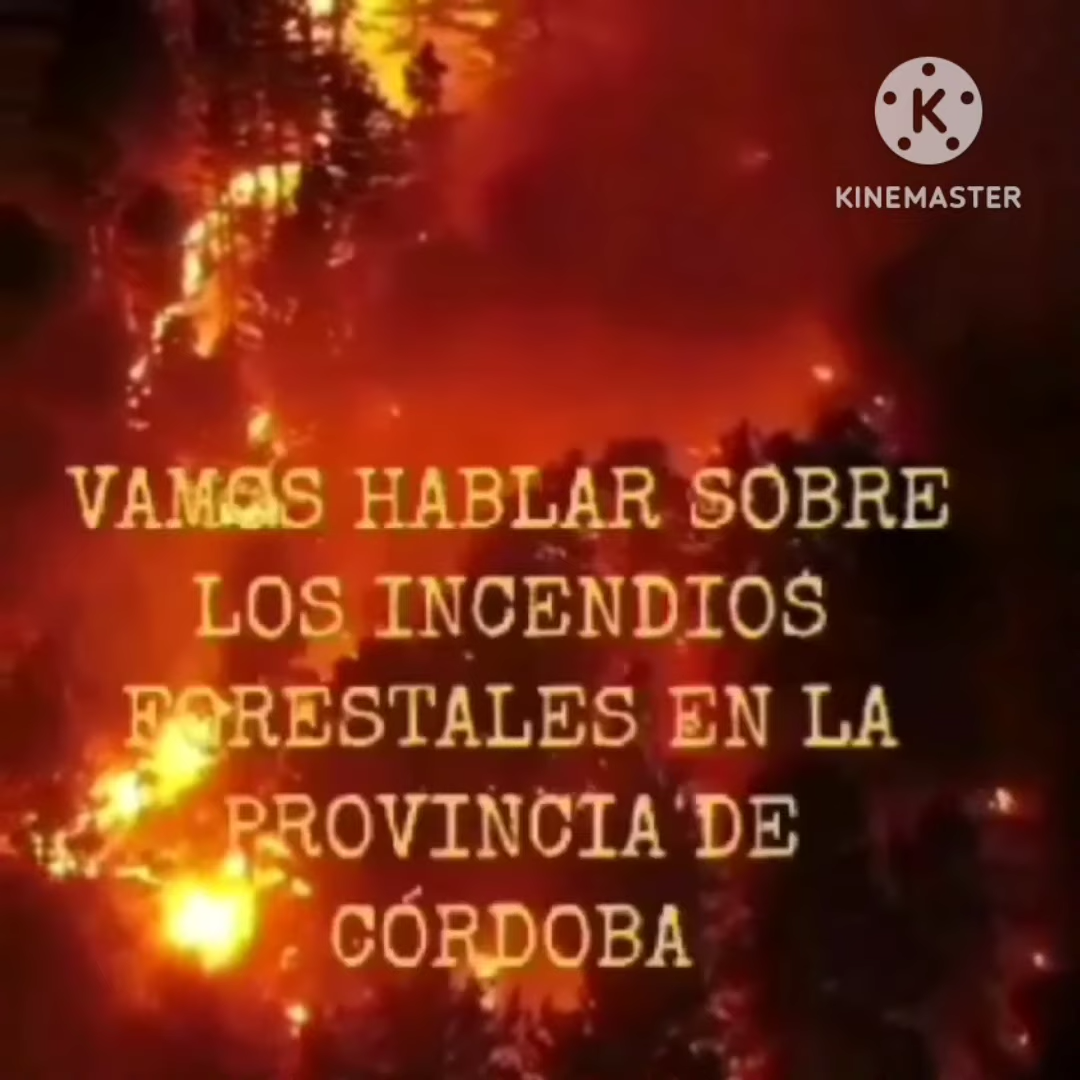 K
KINEMASTER
VAMOS HABLAR SOBRE
LOS INCENDIOS
FORESTALES EN LA
PROVINCIA DE
CÓRDOBA